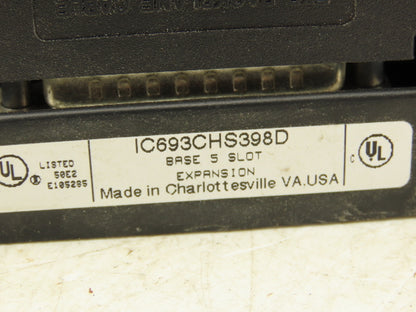 IC693CHS398D
BASE 5 SLOT
EXPANSION
Made in Charlottesville VA.USA
UL
LISTED
50E2
E105285
C UL